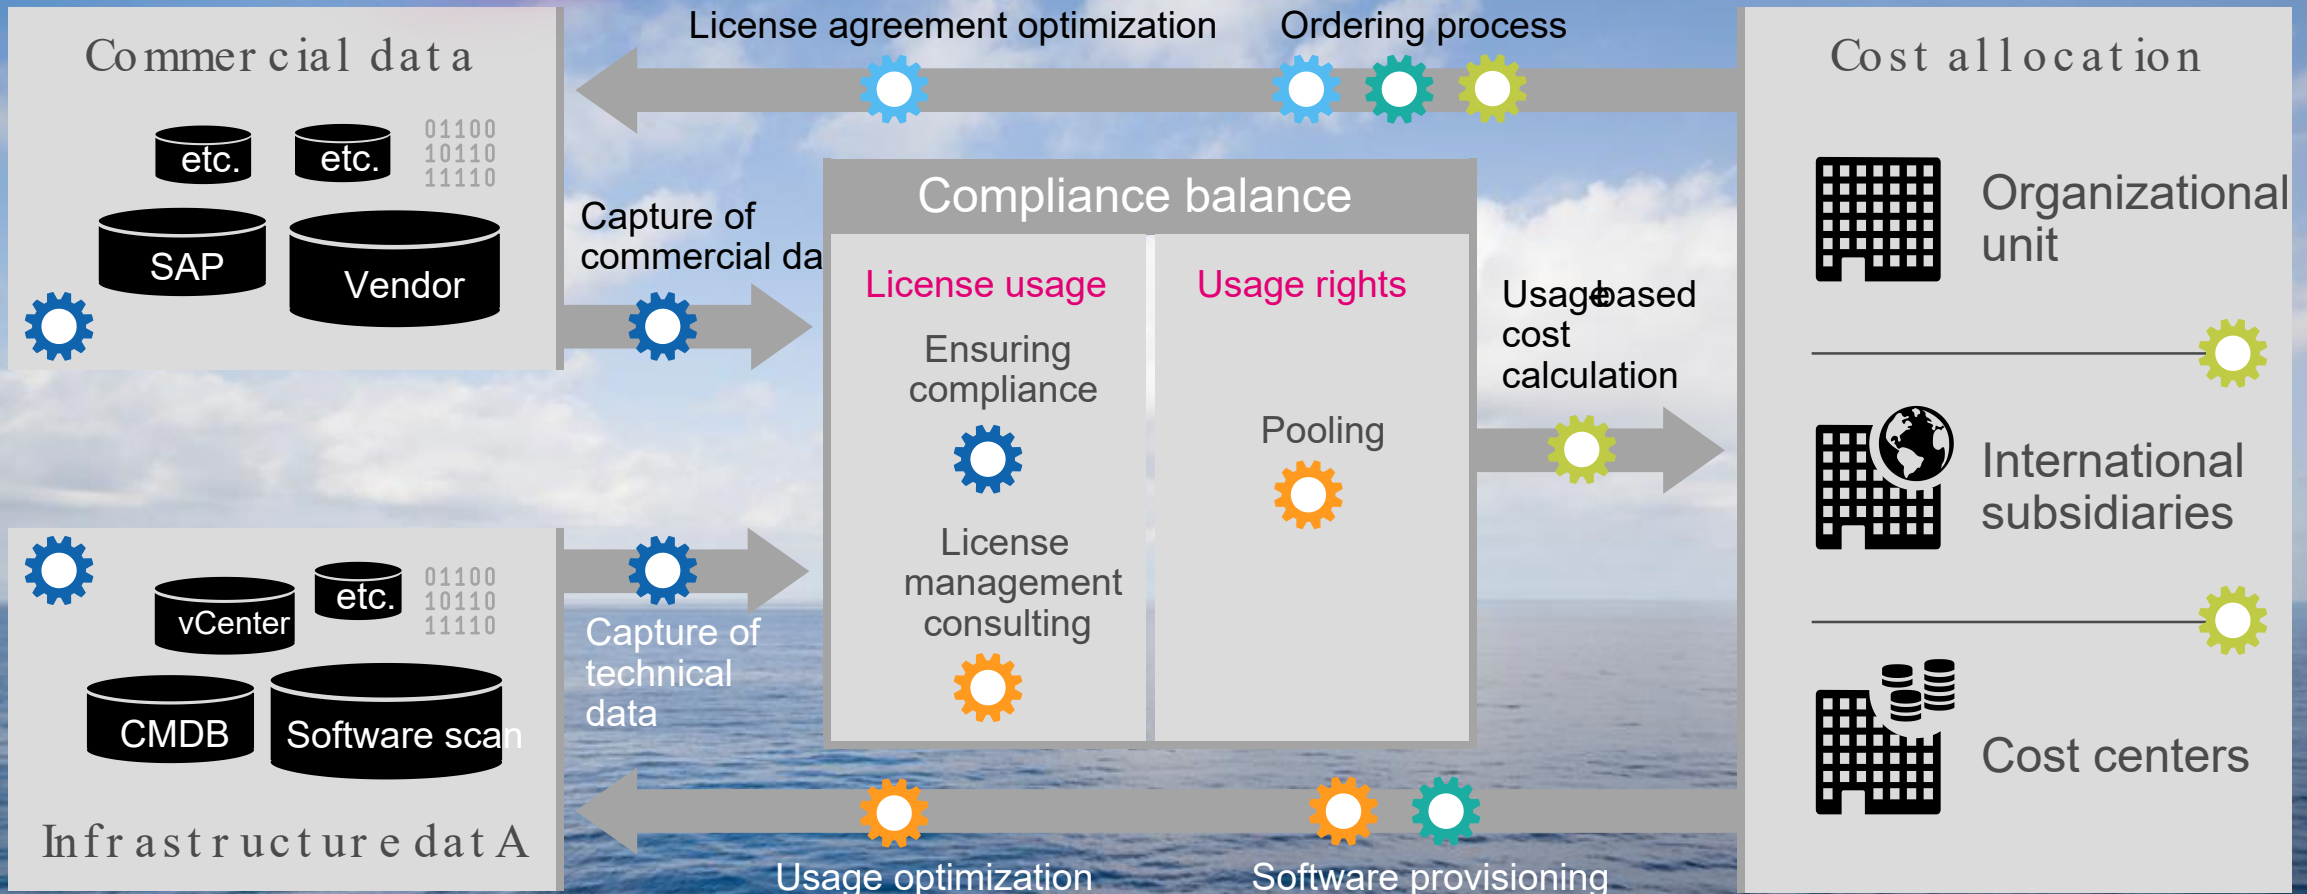 License agreement optimization
Ordering process
Commercial data
etc.
etc.
01100
10110
11110
SAP
Vendor
Capture of
commercial da
Compliance balance
License usage
Ensuring
compliance
License
management
consulting
Usage rights
Pooling
Usage-based
cost
calculation
Cost allocation
Organizational
unit
International
subsidiaries
Cost centers
vCenter
etc.
01100
10110
11110
CMDB
Software scan
Infrastructure datA
Capture of
technical
data
Usage optimization
Software provisioning